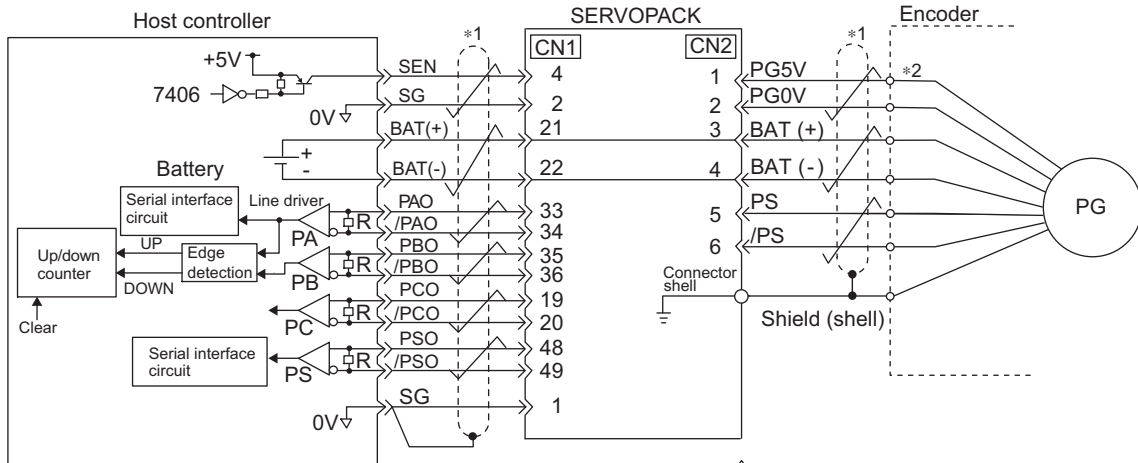 Host controller
SERVOPACK
Encoder
*1
CN1
CN2
*1
+5V
SEN
4
1
PG5V
*2
7406
0V
SG
2
2
PG0V
BAT(+)
21
3
BAT (+)
+
-
Battery
BAT(-)
22
4
BAT (-)
PG
Serial interface
circuit
Line driver
PA
R
PAO
/PAO
33
34
5
PS
Up/down
counter
UP
DOWN
Edge
detection
PB
R
PBO
/PBO
35
36
6
/PS
Clear
PC
R
PCO
/PCO
19
20
Connector
shell
Shield (shell)
Serial interface
circuit
PS
R
PSO
/PSO
48
49
0V
SG
1